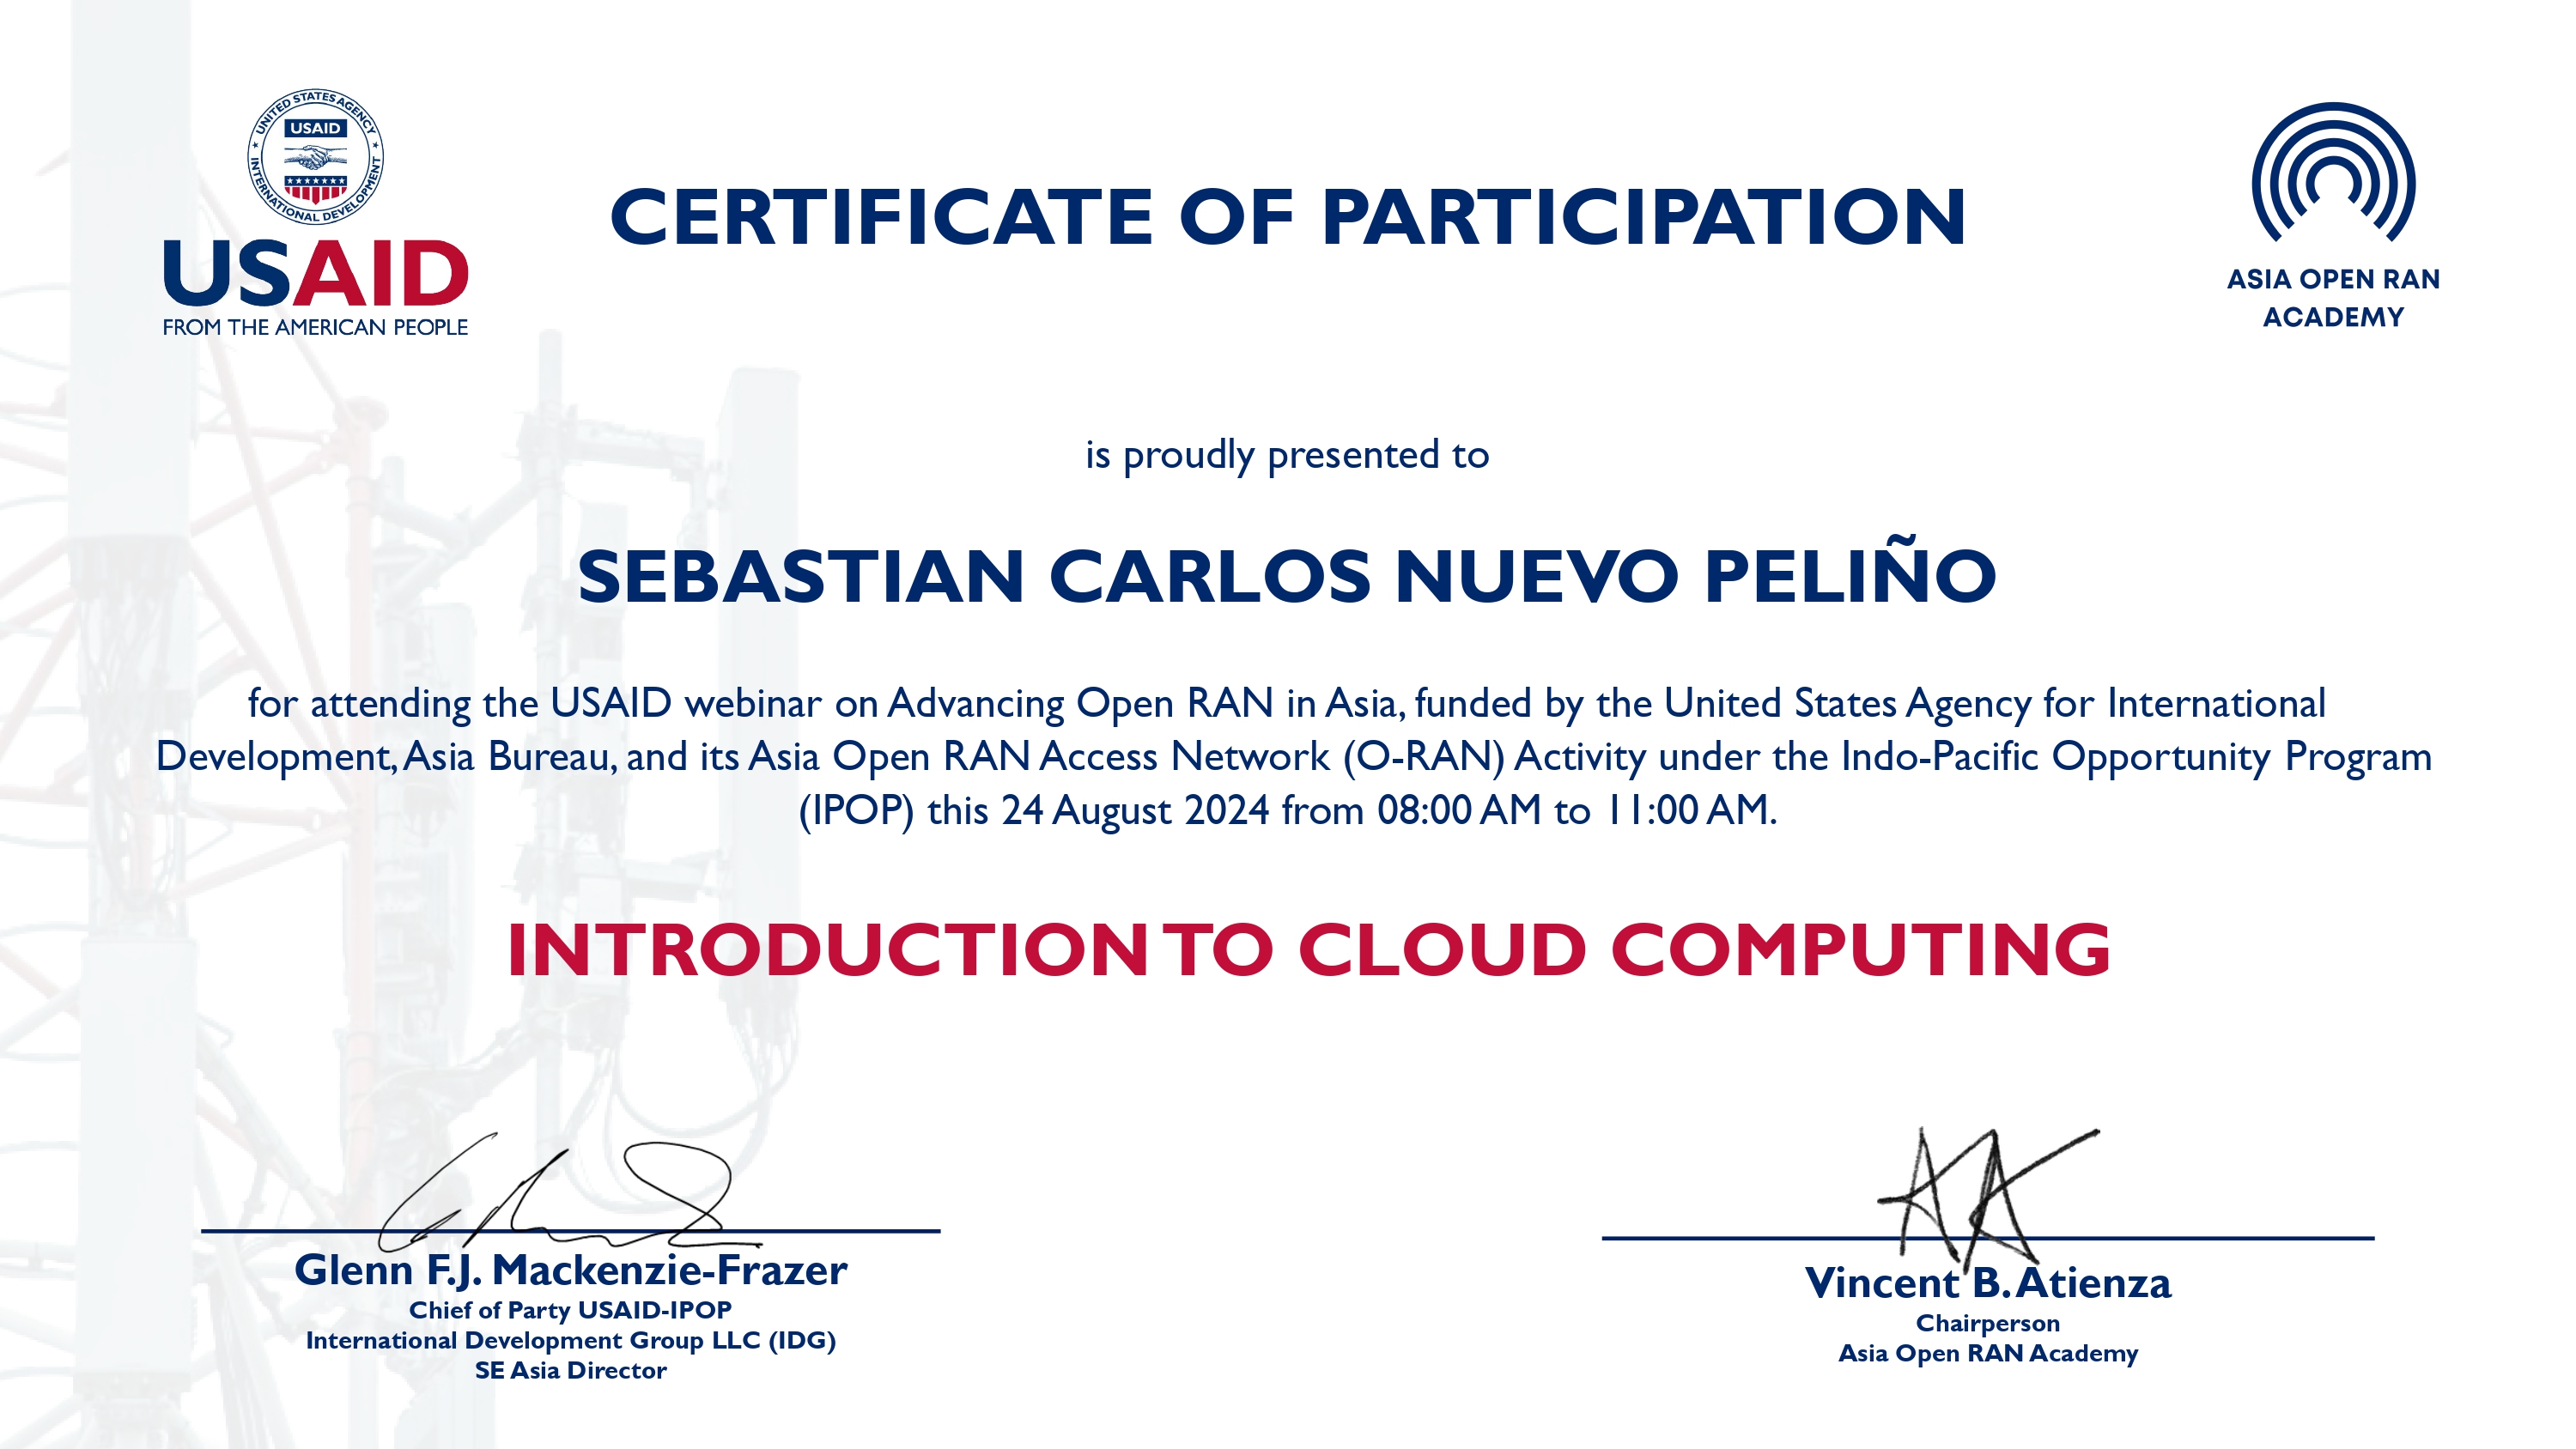 UNITED STATES AGENCY
USAID
INTERNATIONAL DEVELOPMENT
USAID
FROM THE AMERICAN PEOPLE
CERTIFICATE OF PARTICIPATION
ASIA OPEN RAN
ACADEMY
is proudly presented to
SEBASTIAN CARLOS NUEVO PELIÑO
for attending the USAID webinar on Advancing Open RAN in Asia, funded by the United States Agency for International
Development, Asia Bureau, and its Asia Open RAN Access Network (O-RAN) Activity under the Indo-Pacific Opportunity Program
(IPOP) this 24 August 2024 from 08:00 AM to 11:00 AM.
INTRODUCTION TO CLOUD COMPUTING
Glenn F.J. Mackenzie-Frazer
Chief of Party USAID-IPOP
International Development Group LLC (IDG)
SE Asia Director
Vincent B. Atienza
Chairperson
Asia Open RAN Academy